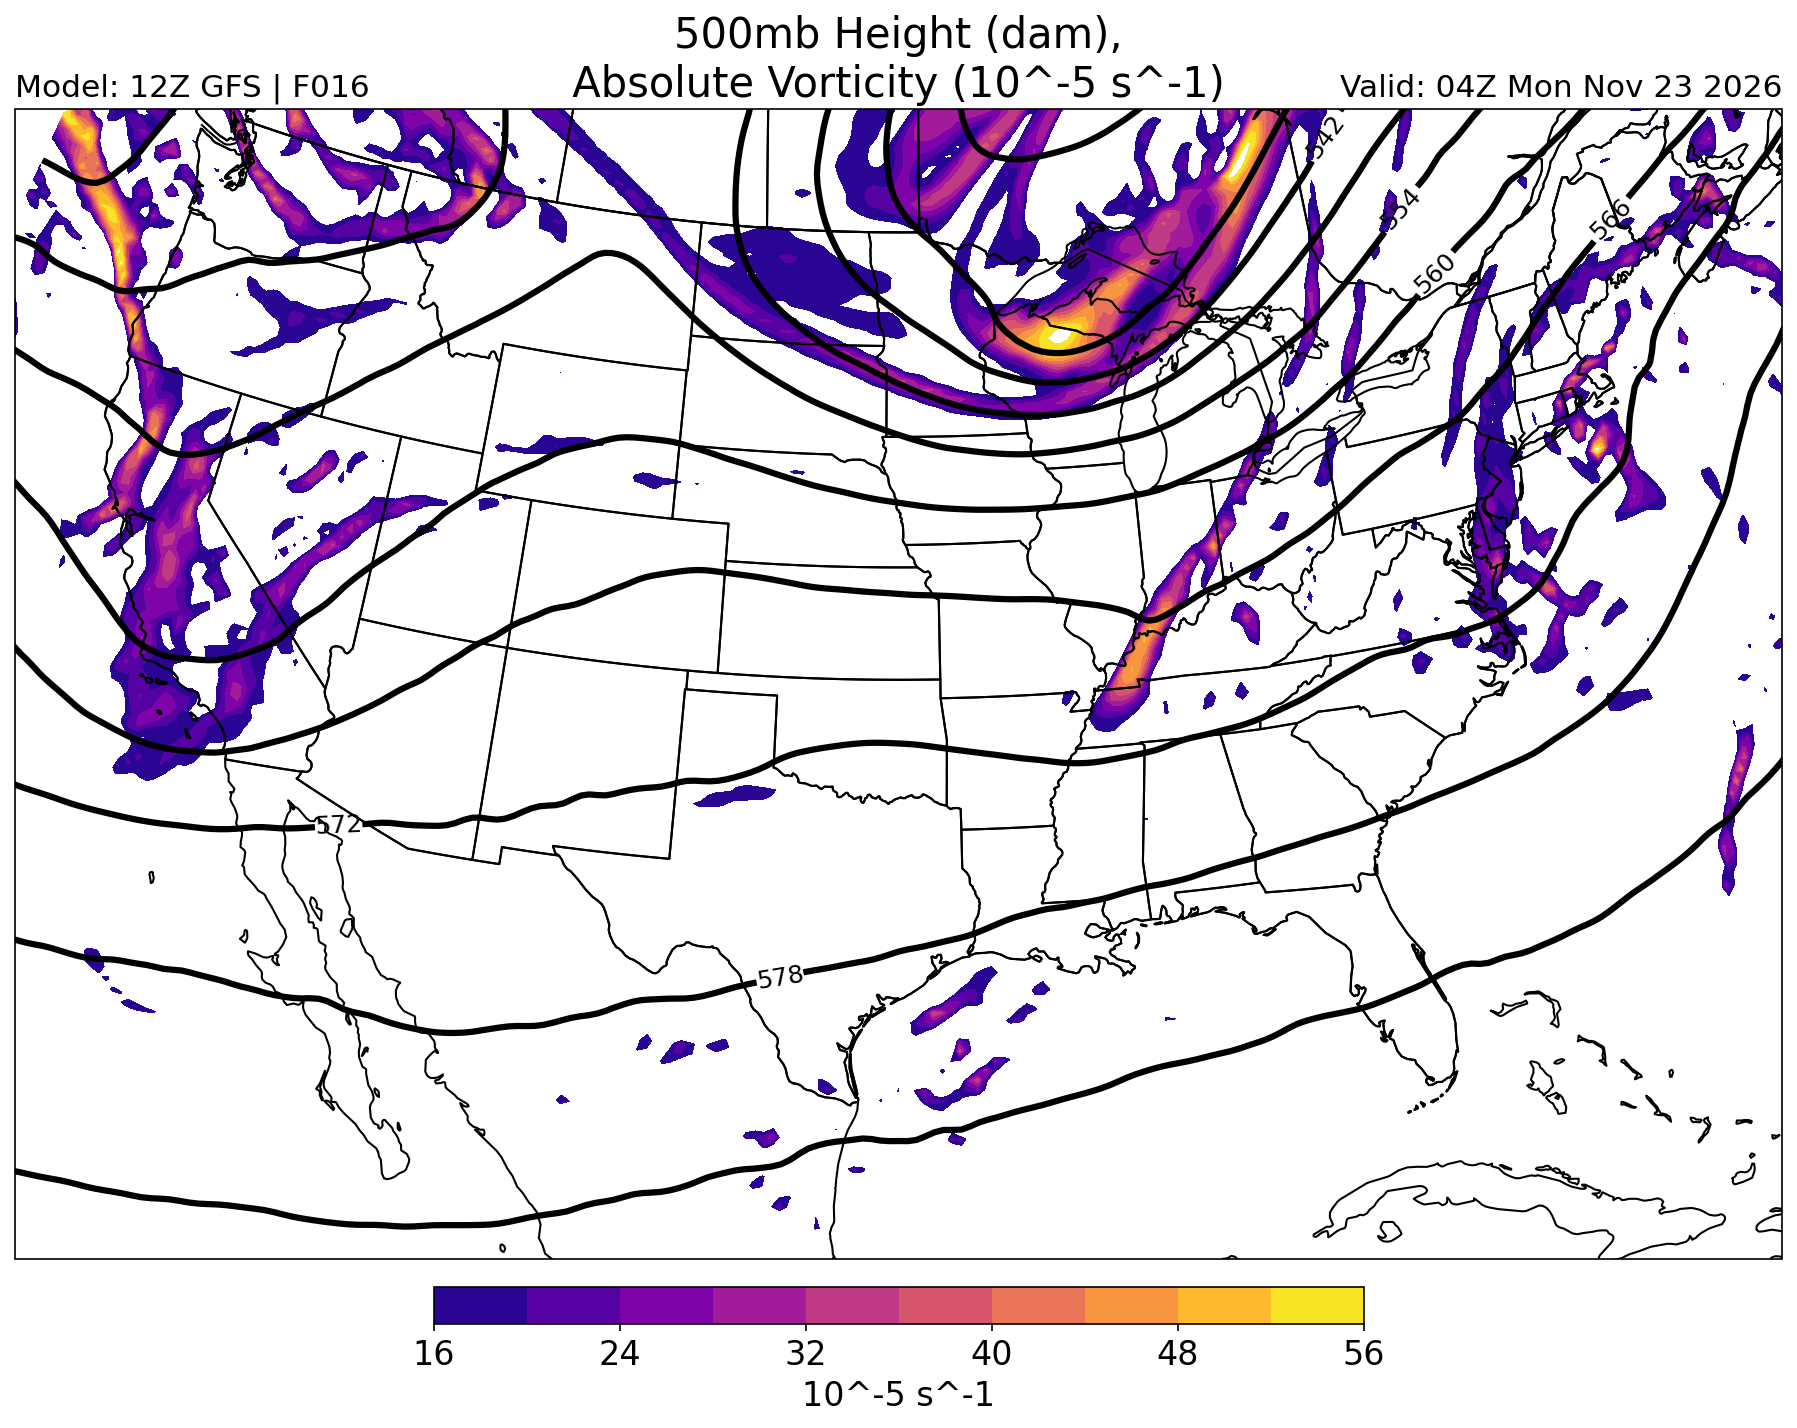 500mb Height (dam),
Model: 12Z GFS | F016
Absolute Vorticity (10^-5 s^-1)
Valid: 04Z Mon Nov 23 2026
542
554
566
560
572
578
16 24 32 40 48 56
10^-5 s^-1